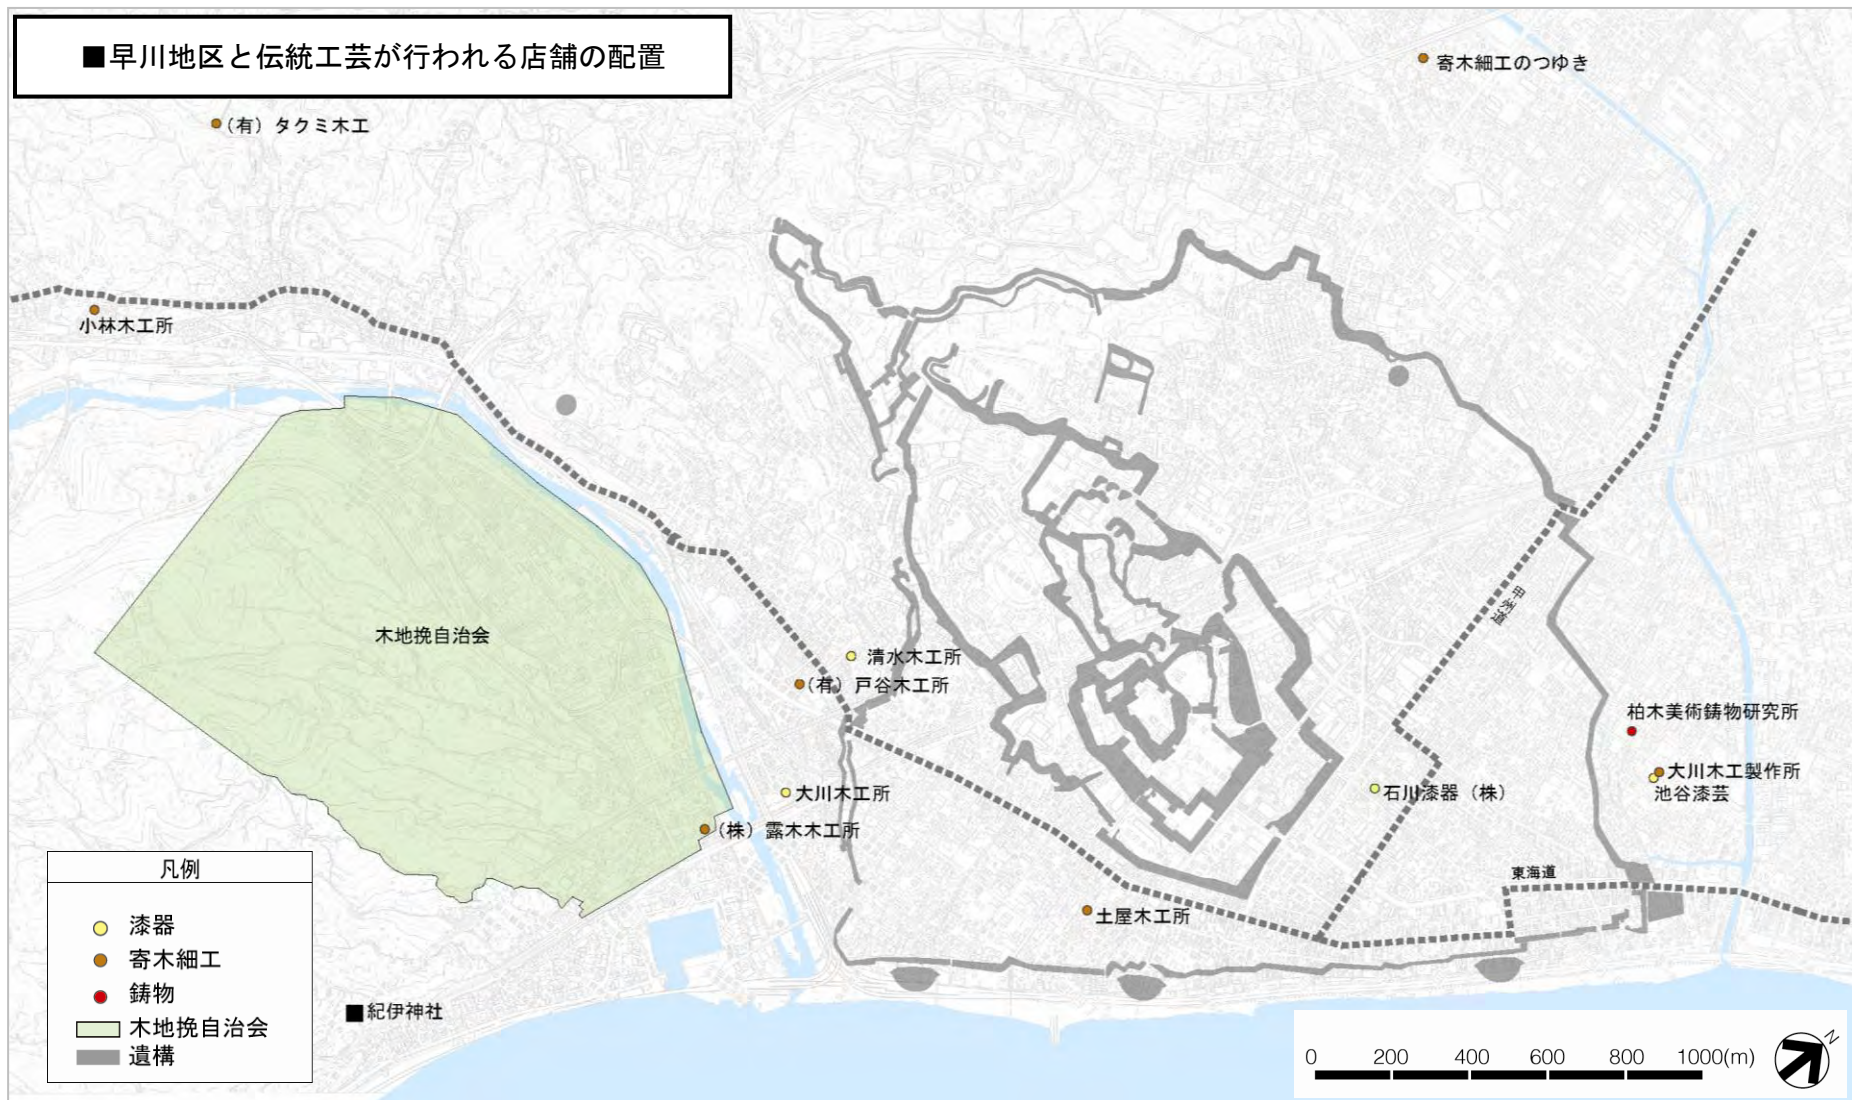 ■早川地区と伝統工芸が行われる店舗の配置
寄木細工のつゆき
(有)タクミ木工
小林木工所
木地挽自治会
清水木工所
(有)戸谷木工所
甲州道
柏木美術鋳物研究所
大川木工製作所
池谷漆芸
大川木工所
石川漆器(株)
(株)露木木工所
東海道
土屋木工所
紀伊神社
凡例
漆器
寄木細工
鋳物
木地挽自治会
遺構
0 200 400 600 800 1000(m)
N